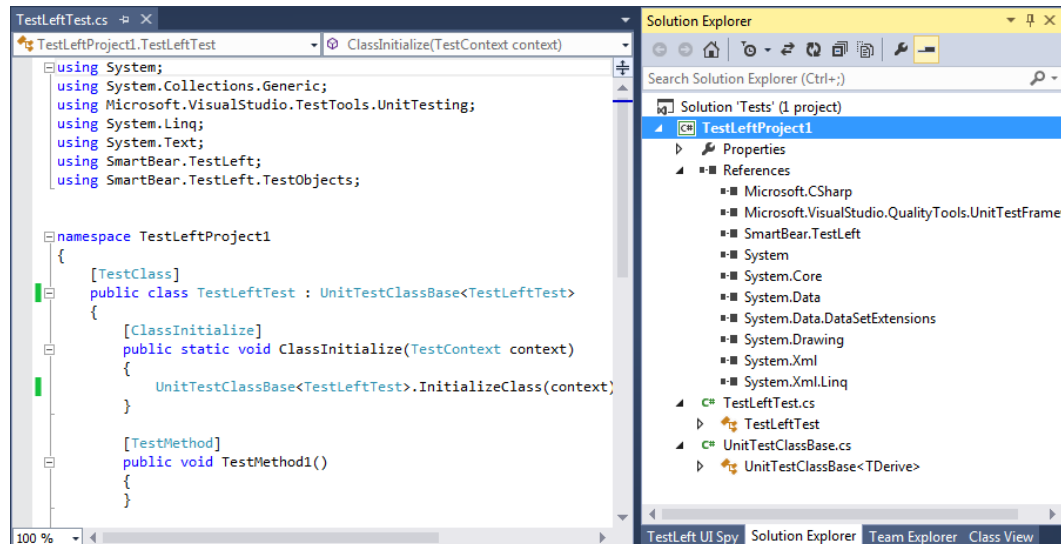 TestLeftTest.cs
TestLeftProject1.TestLeftTest
ClassInitialize(TestContext context)
using System;
using System.Collections.Generic;
using Microsoft.VisualStudio.TestTools.UnitTesting;
using System.Linq;
using System.Text;
using SmartBear.TestLeft;
using SmartBear.TestLeft.TestObjects;
namespace TestLeftProject1
{
[TestClass]
public class TestLeftTest : UnitTestClassBase<TestLeftTest>
{
[ClassInitialize]
public static void ClassInitialize(TestContext context)
{
UnitTestClassBase<TestLeftTest>.InitializeClass(context)
}
[TestMethod]
public void TestMethod1()
{
}
100 %
Solution Explorer
Search Solution Explorer (Ctrl+;)
Solution 'Tests' (1 project)
C# TestLeftProject1
Properties
References
Microsoft.CSharp
Microsoft.VisualStudio.QualityTools.UnitTestFrame
SmartBear.TestLeft
System
System.Core
System.Data
System.Data.DataSetExtensions
System.Drawing
System.Xml
System.Xml.Linq
C# TestLeftTest.cs
TestLeftTest
C# UnitTestClassBase.cs
UnitTestClassBase<TDerive>
TestLeft UI Spy Solution Explorer Team Explorer Class View